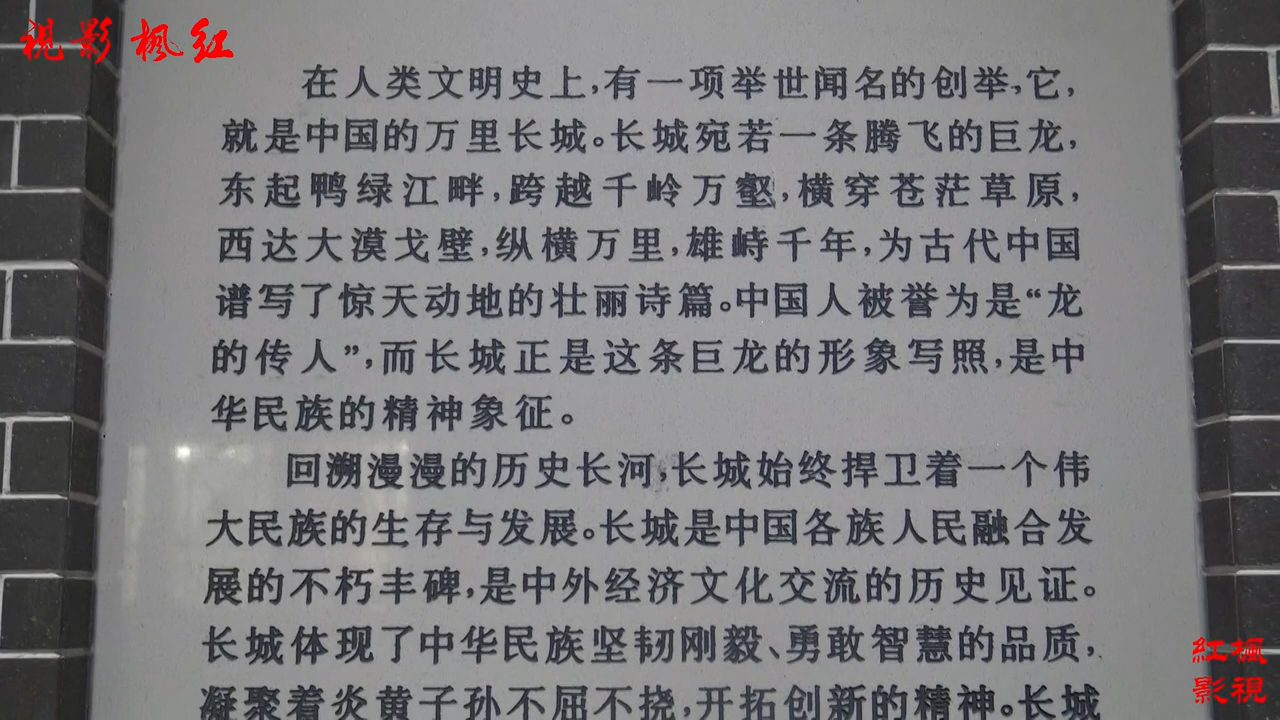 視影楓红
在人类文明史上,有一项举世闻名的创举,它,
就是中国的万里长城。长城宛若一条腾飞的巨龙,
东起鸭绿江畔,跨越千岭万壑,横穿苍茫草原,
西达大漠戈壁,纵横万里,雄峙千年,为古代中国
谱写了惊天动地的壮丽诗篇。中国人被誉为是“龙
的传人”,而长城正是这条巨龙的形象写照,是中
华民族的精神象征。
回溯漫漫的历史长河,长城始终捍卫着一个伟
大民族的生存与发展。长城是中国各族人民融合发
展的不朽丰碑,是中外经济文化交流的历史见证。
长城体现了中华民族坚韧刚毅、勇敢智慧的品质,
凝聚着炎黄子孙不屈不挠,开拓创新的精神。长城
紅楓
影視